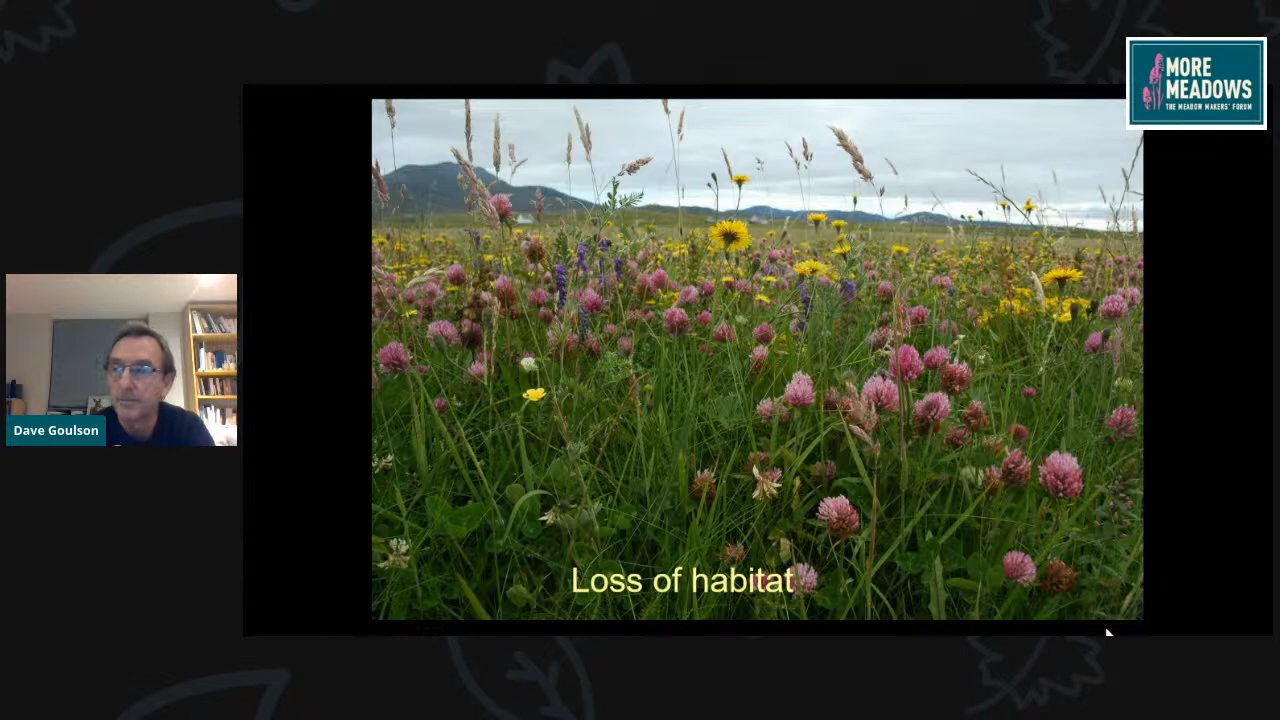 MORE
MEADOWS
THE MEADOW MAKERS' FORUM
Dave Goulson
Loss of habitat